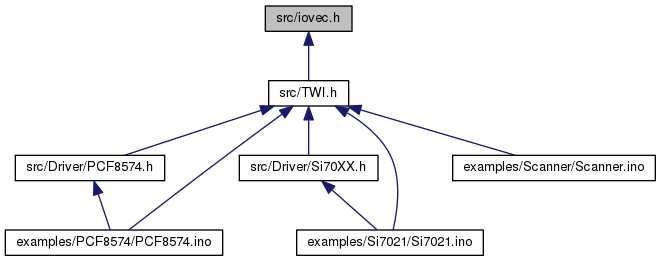 src/iovec.h
src/TWI.h
src/Driver/PCF8574.h
src/Driver/Si70XX.h
examples/Scanner/Scanner.ino
examples/PCF8574/PCF8574.ino
examples/Si7021/Si7021.ino